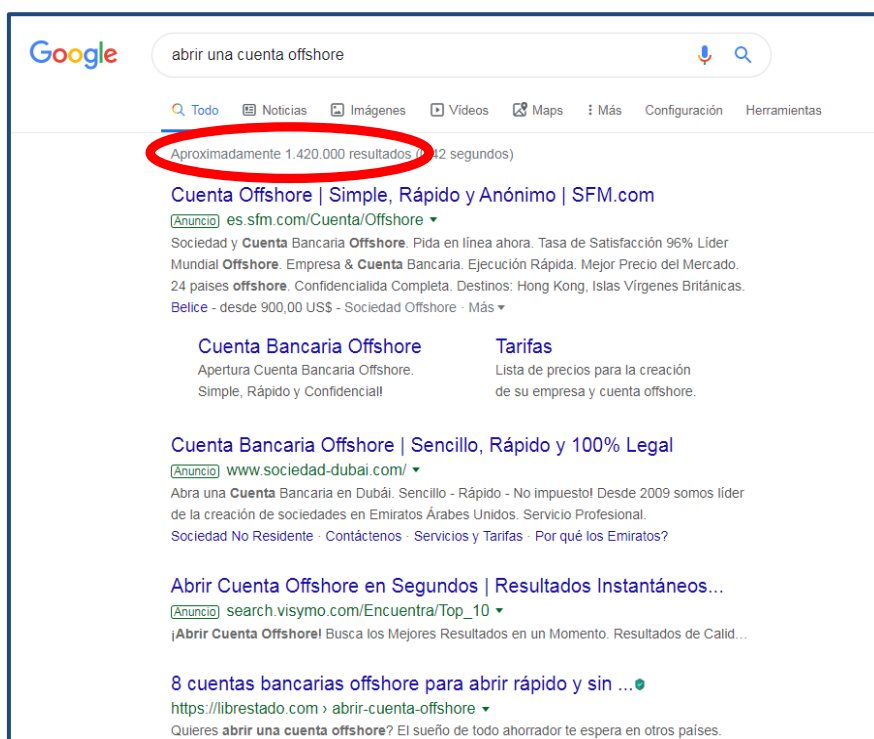 Google
abrir una cuenta offshore
Todo Noticias Imágenes Vídeos Maps Más Configuración Herramientas
Aproximadamente 1.420.000 resultados 42 segundos)
Cuenta Offshore | Simple, Rápido y Anónimo | SFM.com
Anuncio es.sfm.com/Cuenta/Offshore
Sociedad y Cuenta Bancaria Offshore. Pida en línea ahora. Tasa de Satisfacción 96% Líder
Mundial Offshore. Empresa & Cuenta Bancaria. Ejecución Rápida. Mejor Precio del Mercado.
24 paises offshore. Confidencialida Completa. Destinos: Hong Kong, Islas Vírgenes Británicas.
Belice - desde 900,00 US$ - Sociedad Offshore · Más
Cuenta Bancaria Offshore
Apertura Cuenta Bancaria Offshore.
Simple, Rápido y Confidencial!
Tarifas
Lista de precios para la creación
de su empresa y cuenta offshore.
Cuenta Bancaria Offshore | Sencillo, Rápido y 100% Legal
Anuncio www.sociedad-dubai.com/
Abra una Cuenta Bancaria en Dubái. Sencillo - Rápido - No impuesto! Desde 2009 somos líder
de la creación de sociedades en Emiratos Árabes Unidos. Servicio Profesional.
Sociedad No Residente · Contáctenos · Servicios y Tarifas · Por qué los Emiratos?
Abrir Cuenta Offshore en Segundos | Resultados Instantáneos...
Anuncio search.visymo.com/Encuentra/Top_10
¡Abrir Cuenta Offshore! Busca los Mejores Resultados en un Momento. Resultados de Calid...
8 cuentas bancarias offshore para abrir rápido y sin ...
https://librestado.com › abrir-cuenta-offshore
Quieres abrir una cuenta offshore? El sueño de todo ahorrador te espera en otros países.